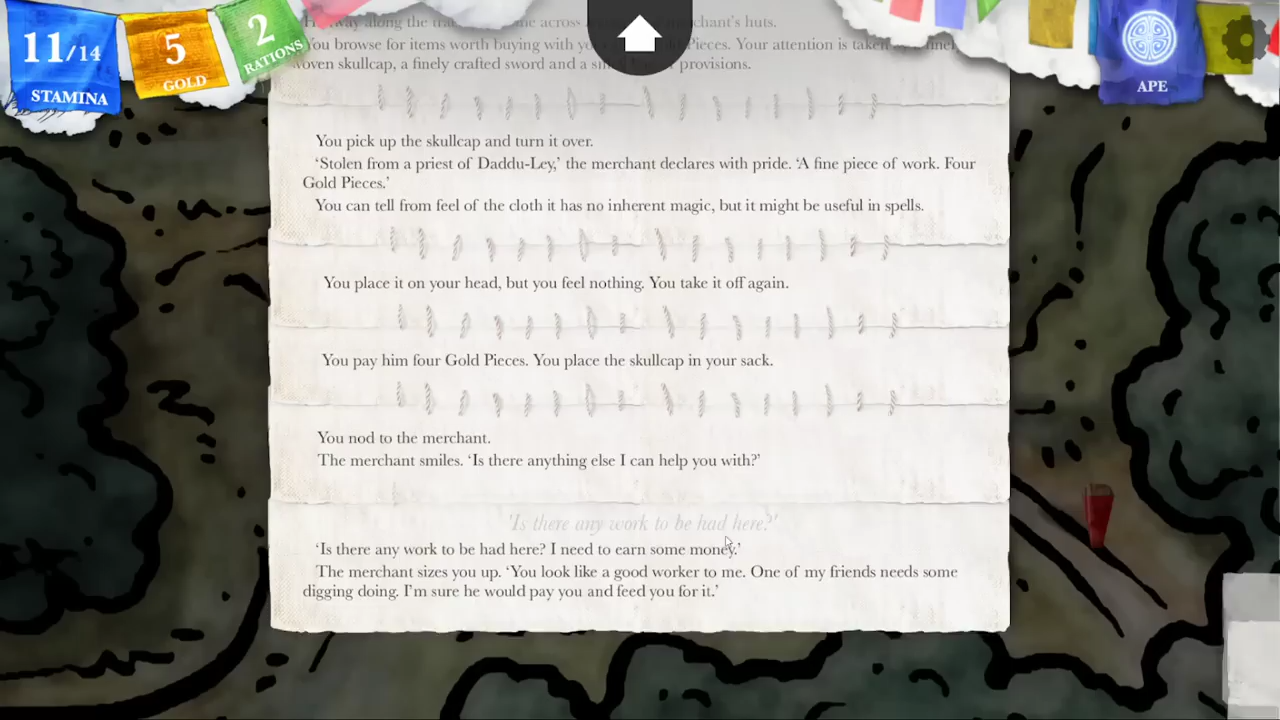 11/14
STAMINA
5
GOLD
2
RATIONS
APE
You browse for items worth buying with your Pieces. Your attention is taken
woven skullcap, a finely crafted sword and a provisions.
You pick up the skullcap and turn it over.
‘Stolen from a priest of Daddu-Ley,’ the merchant declares with pride. ‘A fine piece of work. Four
Gold Pieces.’
You can tell from feel of the cloth it has no inherent magic, but it might be useful in spells.
You place it on your head, but you feel nothing. You take it off again.
You pay him four Gold Pieces. You place the skullcap in your sack.
You nod to the merchant.
The merchant smiles. ‘Is there anything else I can help you with?’
'Is there any work to be had here?'
‘Is there any work to be had here? I need to earn some money.’
The merchant sizes you up. ‘You look like a good worker to me. One of my friends needs some
digging doing. I’m sure he would pay you and feed you for it.’